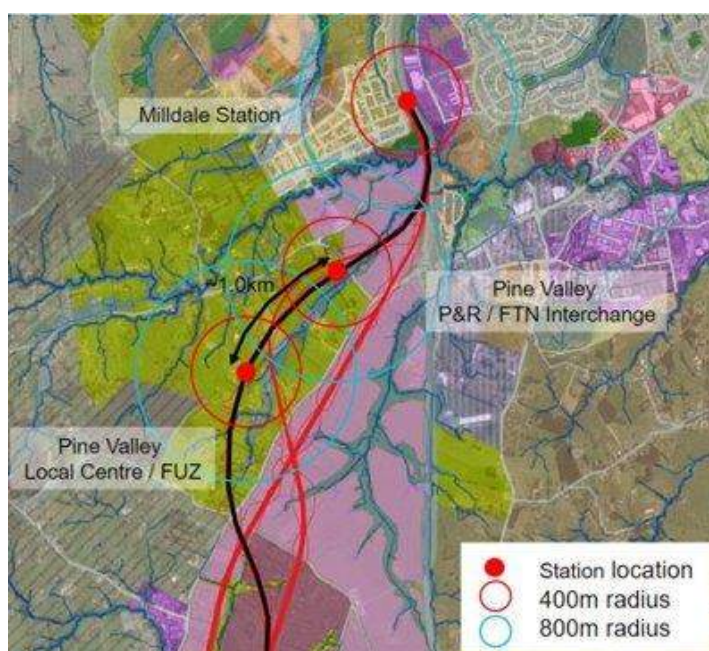 Milldale Station
~1.0km
Pine Valley
P&R / FTN Interchange
Pine Valley
Local Centre / FUZ
Station location
400m radius
800m radius